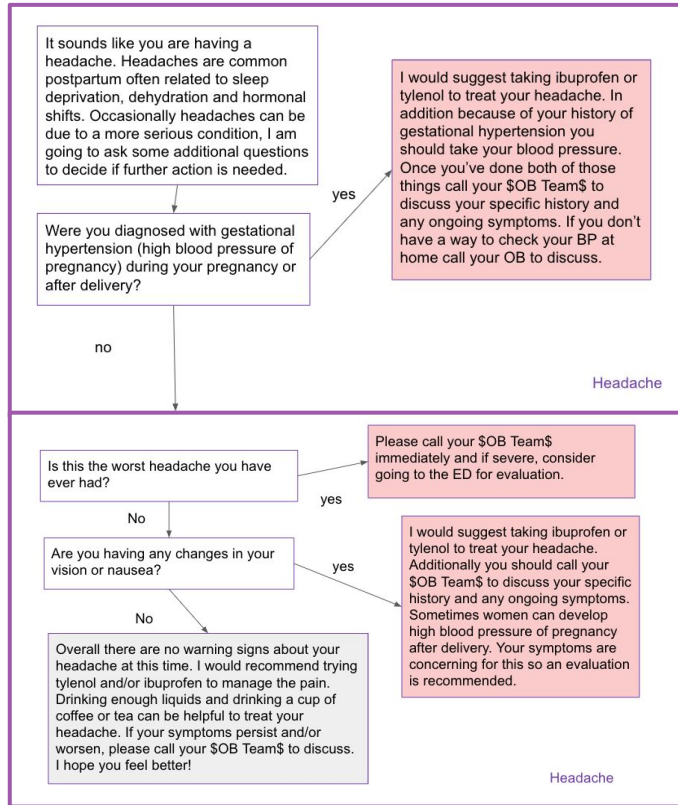 It sounds like you are having a
headache. Headaches are common
postpartum often related to sleep
deprivation, dehydration and hormonal
shifts. Occasionally headaches can be
due to a more serious condition, I am
going to ask some additional questions
to decide if further action is needed.
yes
I would suggest taking ibuprofen or
tylenol to treat your headache. In
addition because of your history of
gestational hypertension you
should take your blood pressure.
Once you've done both of those
things call your $OB Team$ to
discuss your specific history and
any ongoing symptoms. If you don't
have a way to check your BP at
home call your OB to discuss.
Were you diagnosed with gestational
hypertension (high blood pressure of
pregnancy) during your pregnancy or
after delivery?
no
Headache
Is this the worst headache you have
ever had?
yes
Please call your $OB Team$
immediately and if severe, consider
going to the ED for evaluation.
No
Are you having any changes in your
vision or nausea?
yes
I would suggest taking ibuprofen or
tylenol to treat your headache.
Additionally you should call your
$OB Team$ to discuss your specific
history and any ongoing symptoms.
Sometimes women can develop
high blood pressure of pregnancy
after delivery. Your symptoms are
concerning for this so an evaluation
is recommended.
No
Overall there are no warning signs about your
headache at this time. I would recommend trying
tylenol and/or ibuprofen to manage the pain.
Drinking enough liquids and drinking a cup of
coffee or tea can be helpful to treat your
headache. If your symptoms persist and/or
worsen, please call your $OB Team$ to discuss.
I hope you feel better!
Headache